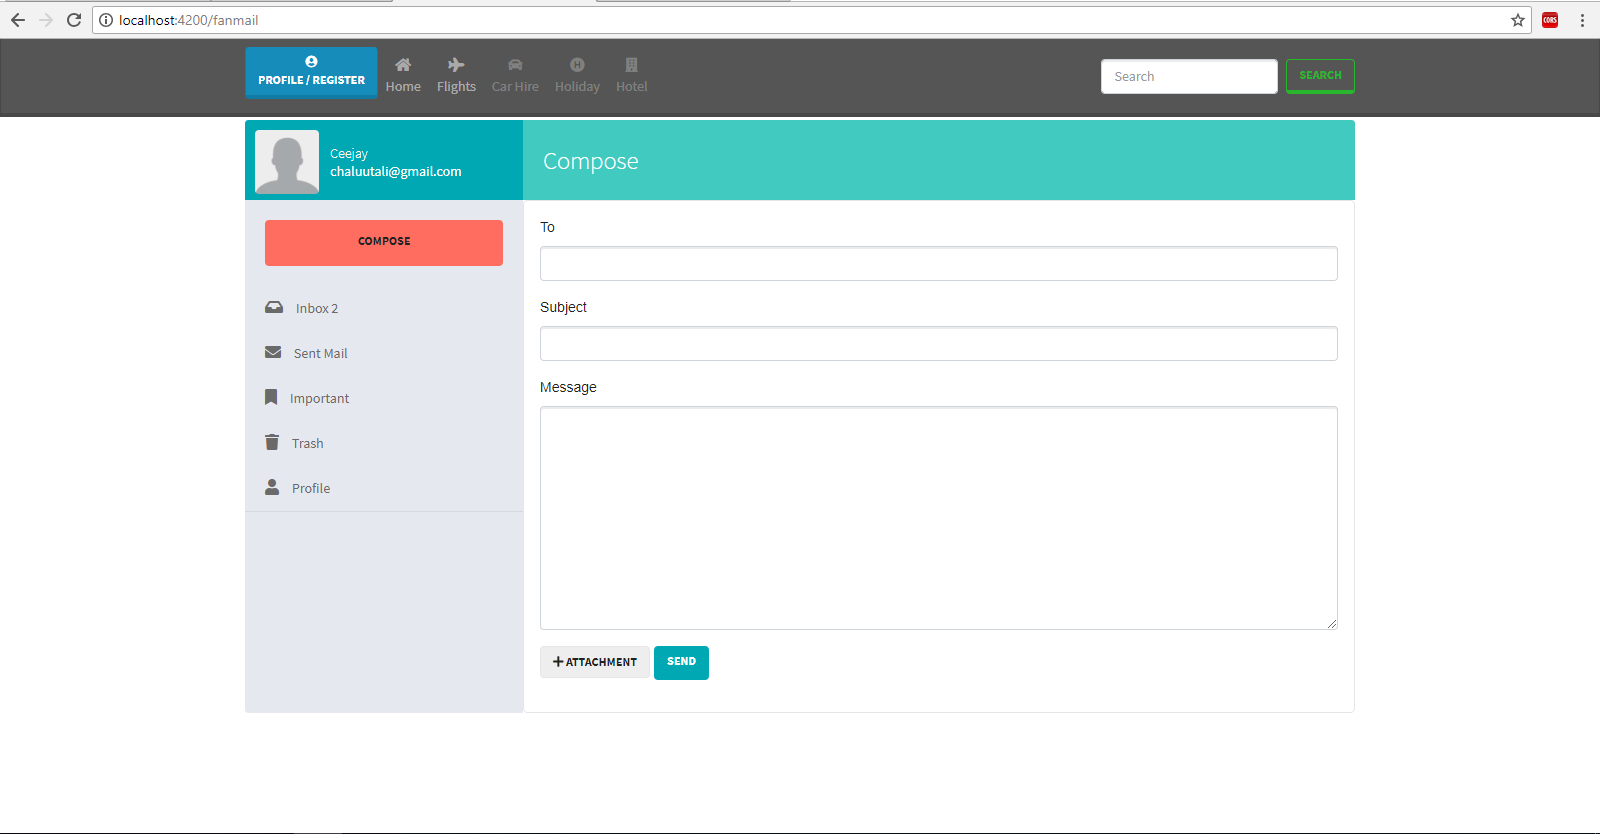 localhost:4200/fanmail
CORS
PROFILE / REGISTER
Home
Flights
Car Hire
H
Holiday
Hotel
Search
SEARCH
Ceejay
chaluutali@gmail.com
Compose
COMPOSE
Inbox 2
Sent Mail
Important
Trash
Profile
To
Subject
Message
ATTACHMENT
SEND